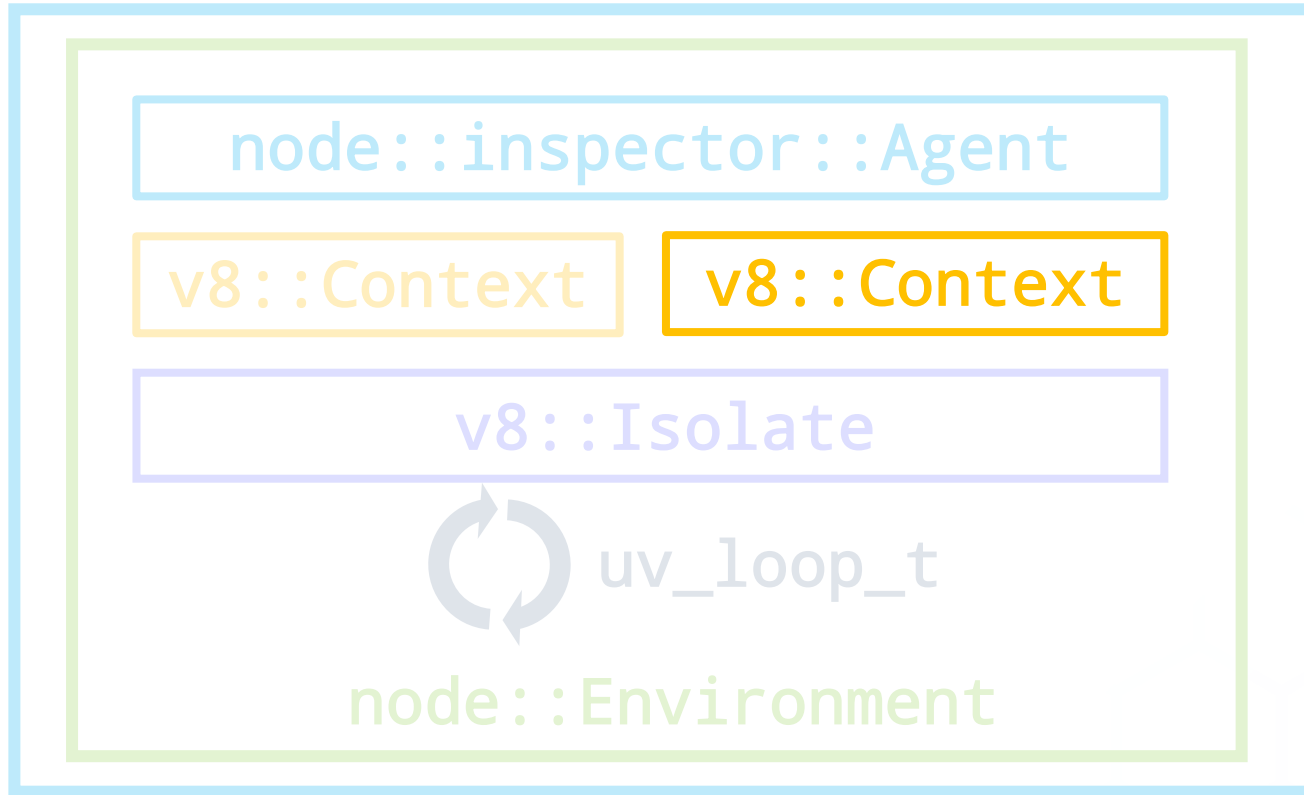 node::inspector::Agent
v8::Context v8::Context
v8::Isolate
uv_loop_t
node::Environment